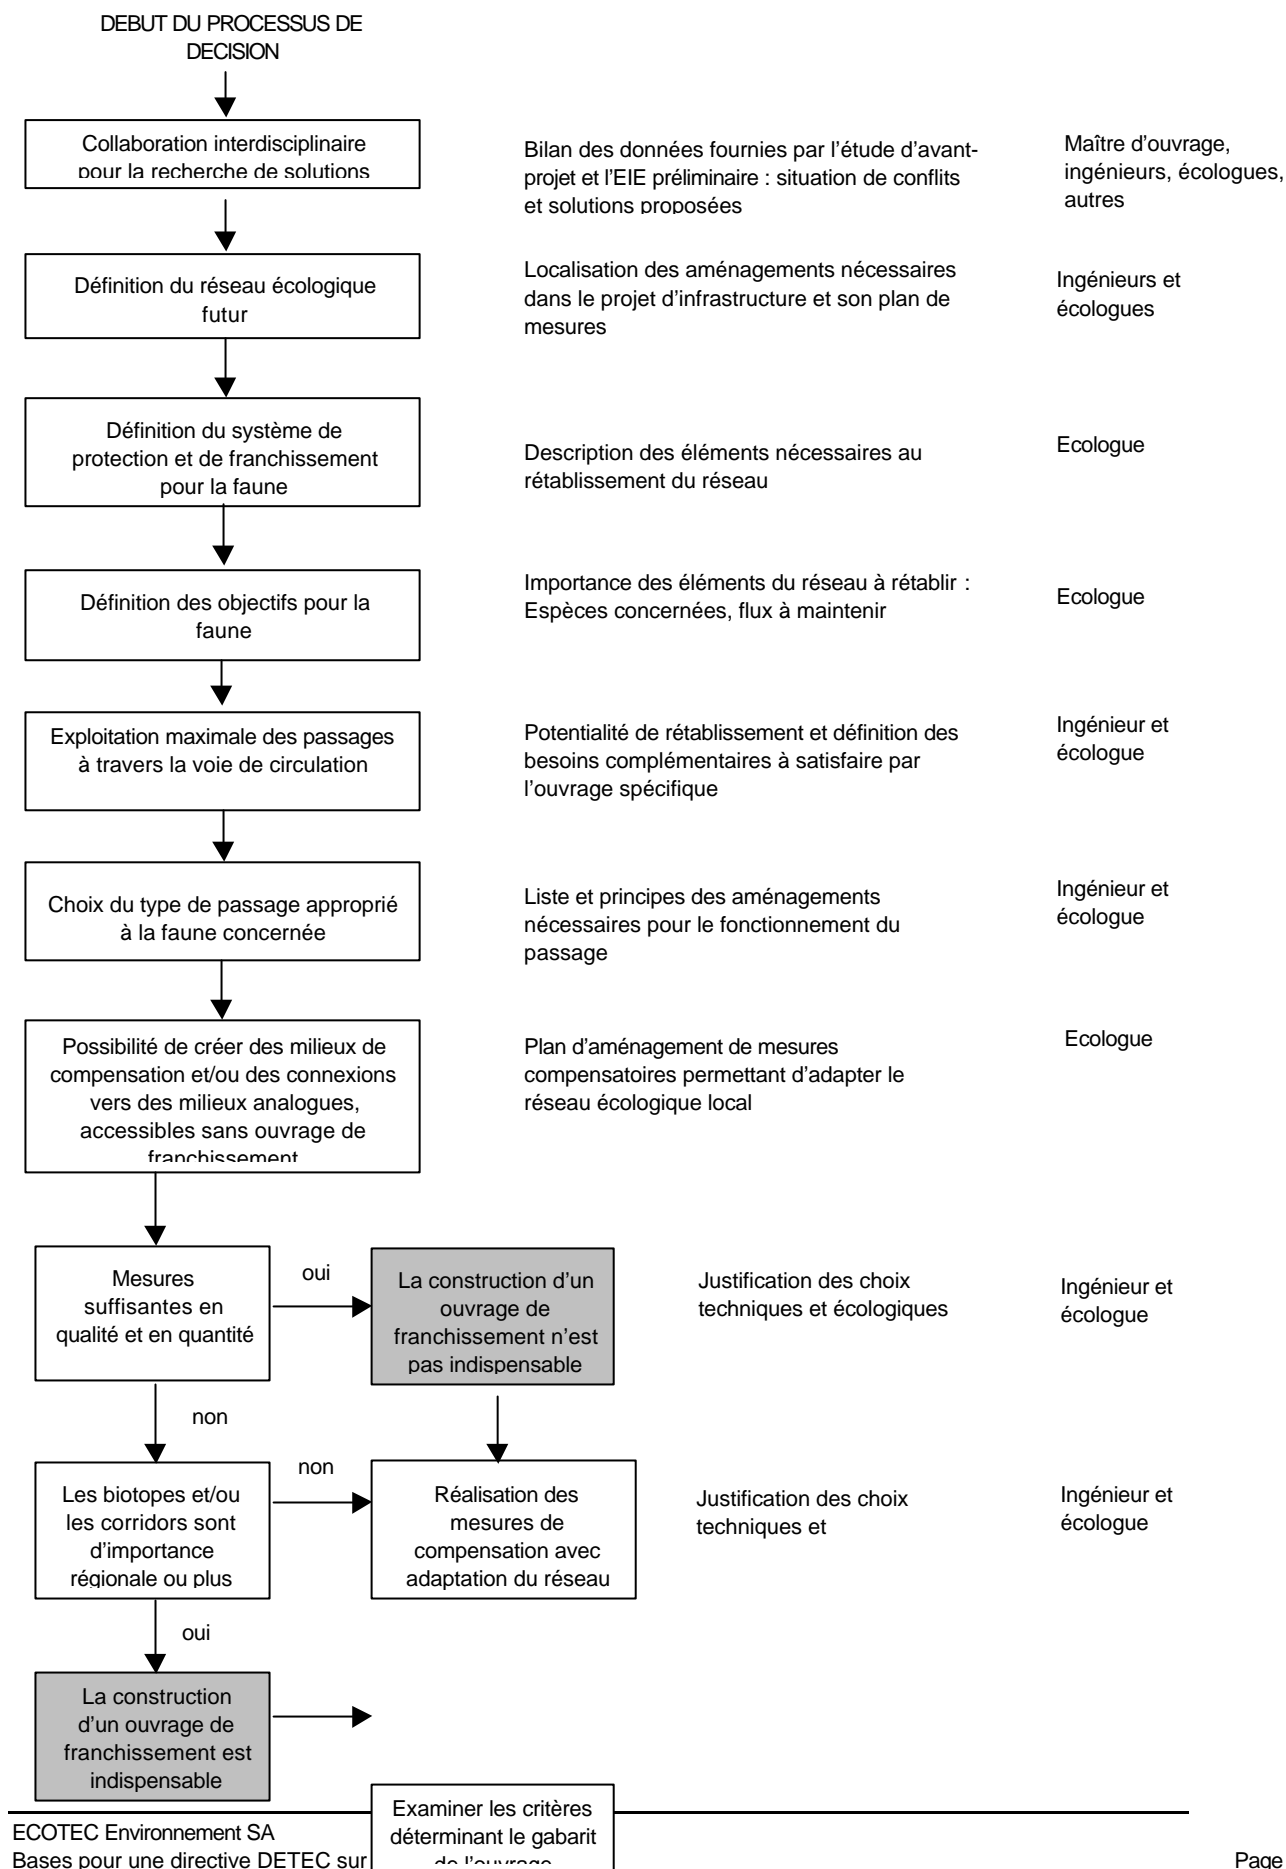 DEBUT DU PROCESSUS DE
DECISION
Collaboration interdisciplinaire
pour la recherche de solutions
Bilan des données fournies par l'étude d'avant-
projet et l'EIE préliminaire : situation de conflits
et solutions proposées
Maître d'ouvrage,
ingénieurs, écologues,
autres
Définition du réseau écologique
futur
Localisation des aménagements nécessaires
dans le projet d'infrastructure et son plan de
mesures
Ingénieurs et
écologues
Définition du système de
protection et de franchissement
pour la faune
Description des éléments nécessaires au
rétablissement du réseau
Ecologue
Définition des objectifs pour la
faune
Importance des éléments du réseau à rétablir :
Espèces concernées, flux à maintenir
Ecologue
Exploitation maximale des passages
à travers la voie de circulation
Potentialité de rétablissement et définition des
besoins complémentaires à satisfaire par
l'ouvrage spécifique
Ingénieur et
écologue
Choix du type de passage approprié
à la faune concernée
Liste et principes des aménagements
nécessaires pour le fonctionnement du
passage
Ingénieur et
écologue
Possibilité de créer des milieux de
compensation et/ou des connexions
vers des milieux analogues,
accessibles sans ouvrage de
franchissement
Plan d'aménagement de mesures
compensatoires permettant d'adapter le
réseau écologique local
Ecologue
Mesures
suffisantes en
qualité et en quantité
oui
La construction d'un
ouvrage de
franchissement n'est
pas indispensable
Justification des choix
techniques et écologiques
Ingénieur et
écologue
non
Les biotopes et/ou
les corridors sont
d'importance
régionale ou plus
non
Réalisation des
mesures de
compensation avec
adaptation du réseau
Justification des choix
techniques et
Ingénieur et
écologue
oui
La construction
d'un ouvrage de
franchissement est
indispensable
Examiner les critères
déterminant le gabarit
de l'ouvrage
ECOTEC Environnement SA
Bases pour une directive DETEC sur
Page